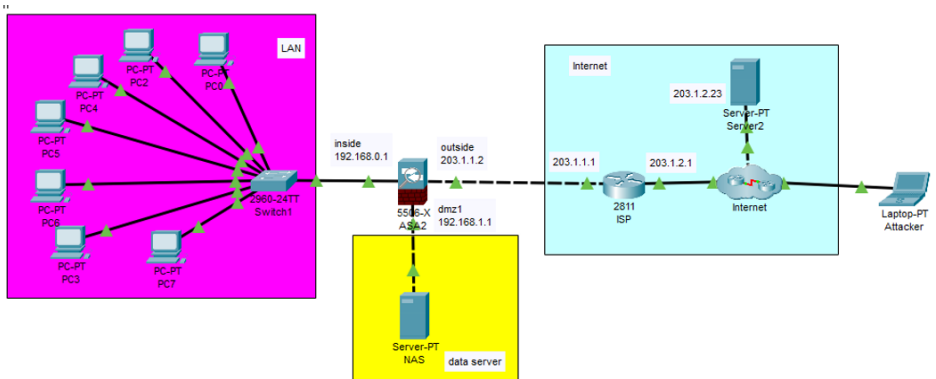 "
LAN
Internet
PC-PT
PC2
PC-PT
PC0
PC-PT
PC4
PC-PT
PC5
PC-PT
PC6
PC-PT
PC3
PC-PT
PC7
2960-24TT
Switch1
inside
192.168.0.1
outside
203.1.1.2
5506-X
ASA2
dmz1
192.168.1.1
Server-PT
NAS
data server
203.1.1.1
203.1.2.1
2811
ISP
203.1.2.23
Server-PT
Server2
Internet
Laptop-PT
Attacker